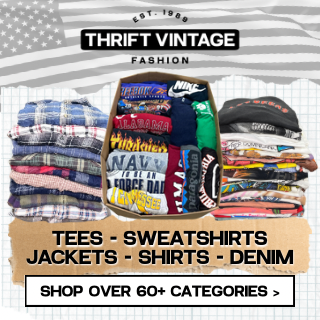 EST. 1989
THRIFT VINTAGE
FASHION
NIKE
ALABAMA
NAVY
FORCE DAD
TEES - SWEATSHIRTS
JACKETS - SHIRTS - DENIM
SHOP OVER 60+ CATEGORIES >